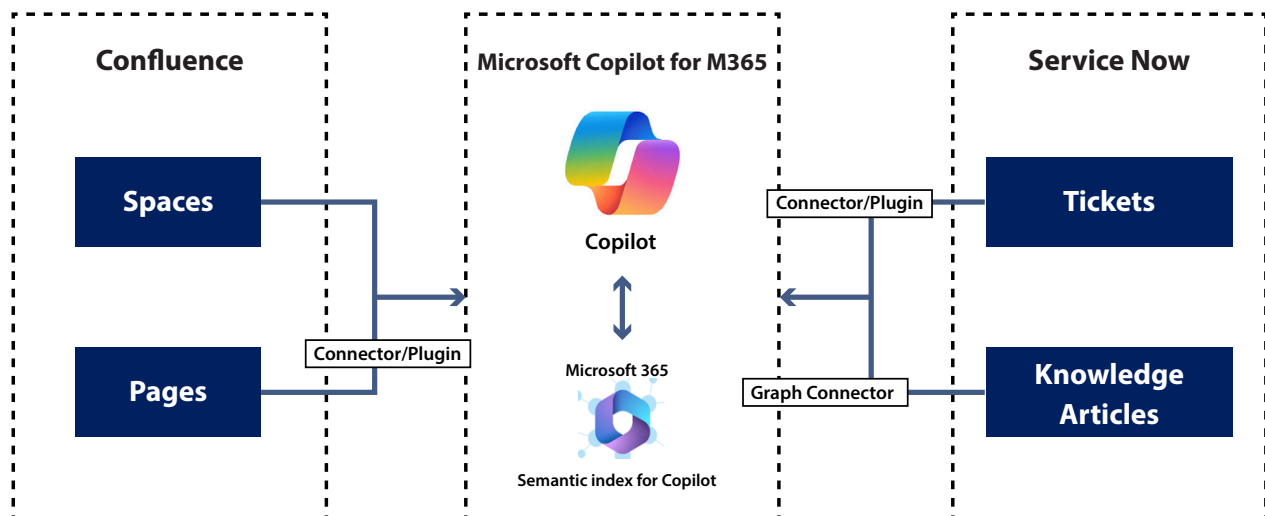 Confluence
Spaces
Pages
Connector/Plugin
Microsoft Copilot for M365
Copilot
Microsoft 365
Semantic index for Copilot
Service Now
Connector/Plugin
Tickets
Graph Connector
Knowledge
Articles